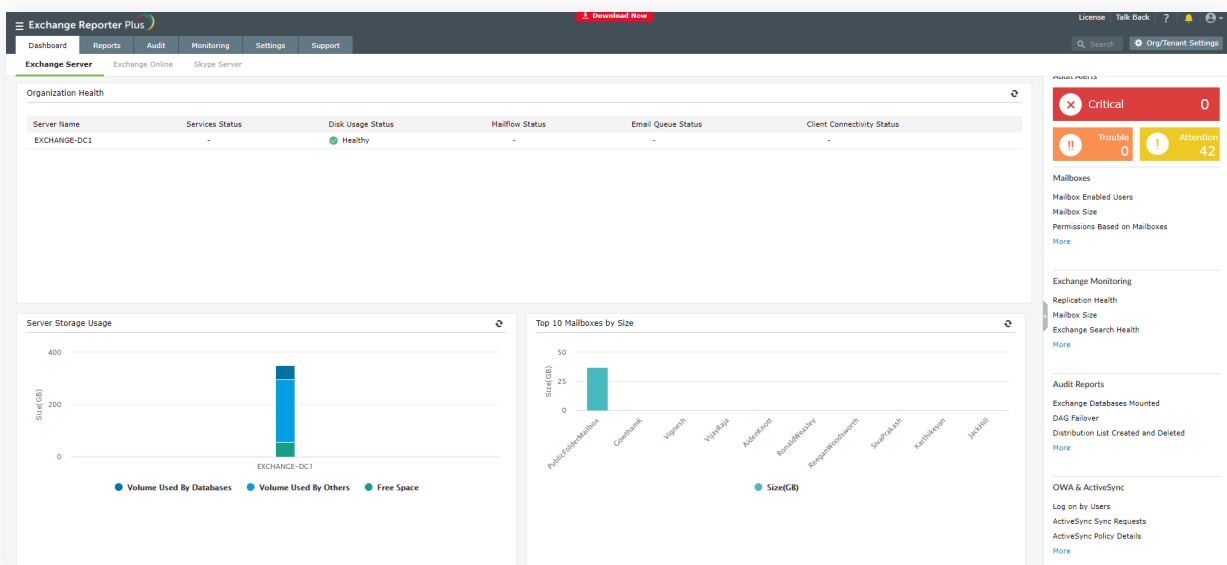 Download Now
License Talk Back ?
Exchange Reporter Plus
Dashboard Reports Audit Monitoring Settings Support
Search Org/Tenant Settings
Exchange Server Exchange Online Skype Server
Audit Alerts
Organization Health
Critical 0
Server Name Services Status Disk Usage Status Mailflow Status Email Queue Status Client Connectivity Status
EXCHANGE-DC1 - Healthy - - -
Trouble 0
Attention 42
Mailboxes
Mailbox Enabled Users
Mailbox Size
Permissions Based on Mailboxes
More
Exchange Monitoring
Replication Health
Mailbox Size
Exchange Search Health
More
Server Storage Usage
400
200
0
Size(GB)
EXCHANGE-DC1
Volume Used By Databases Volume Used By Others Free Space
Top 10 Mailboxes by Size
50
25
0
Size(GB)
PublicFolderMailbox GowthamK Vignesh VijayRaja AidenKnott RonaldWeasley ReeganWoodsworth SivaPrakash Karthikeyan JackHill
Size(GB)
Audit Reports
Exchange Databases Mounted
DAG Failover
Distribution List Created and Deleted
More
OWA & ActiveSync
Log on by Users
ActiveSync Sync Requests
ActiveSync Policy Details
More